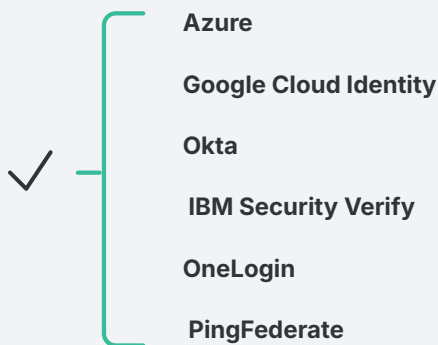 Azure
Google Cloud Identity
Okta
IBM Security Verify
OneLogin
PingFederate